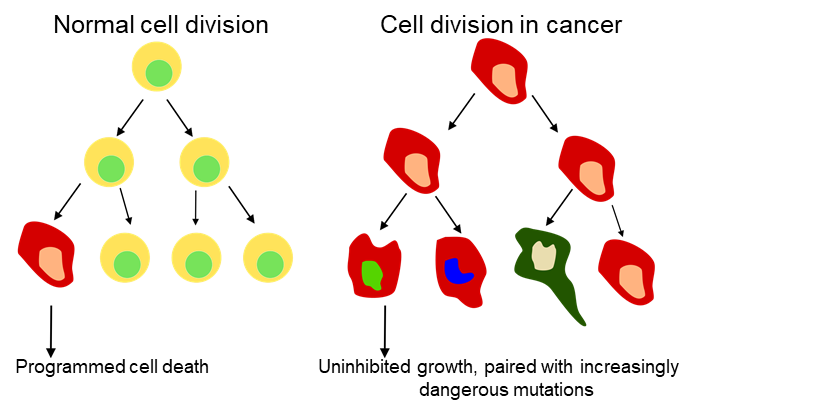 Normal cell division
Cell division in cancer
Programmed cell death
Uninhibited growth, paired with increasingly
dangerous mutations